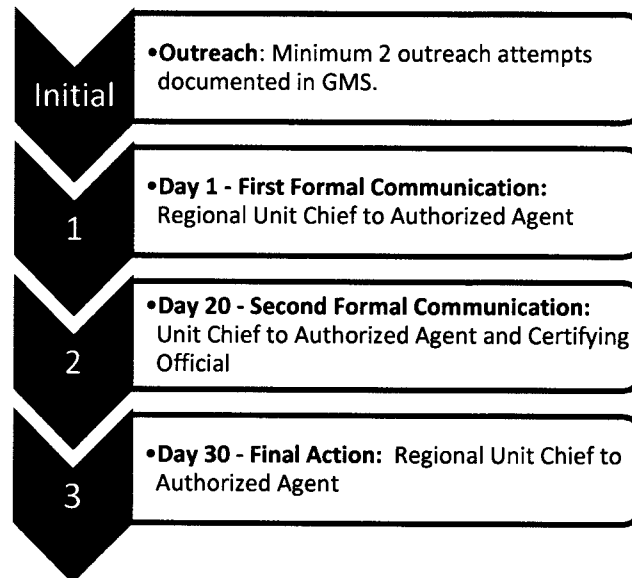 Initial
•Outreach: Minimum 2 outreach attempts
documented in GMS.
1
•Day 1 - First Formal Communication:
Regional Unit Chief to Authorized Agent
2
•Day 20 - Second Formal Communication:
Unit Chief to Authorized Agent and Certifying
Official
3
•Day 30 - Final Action: Regional Unit Chief to
Authorized Agent